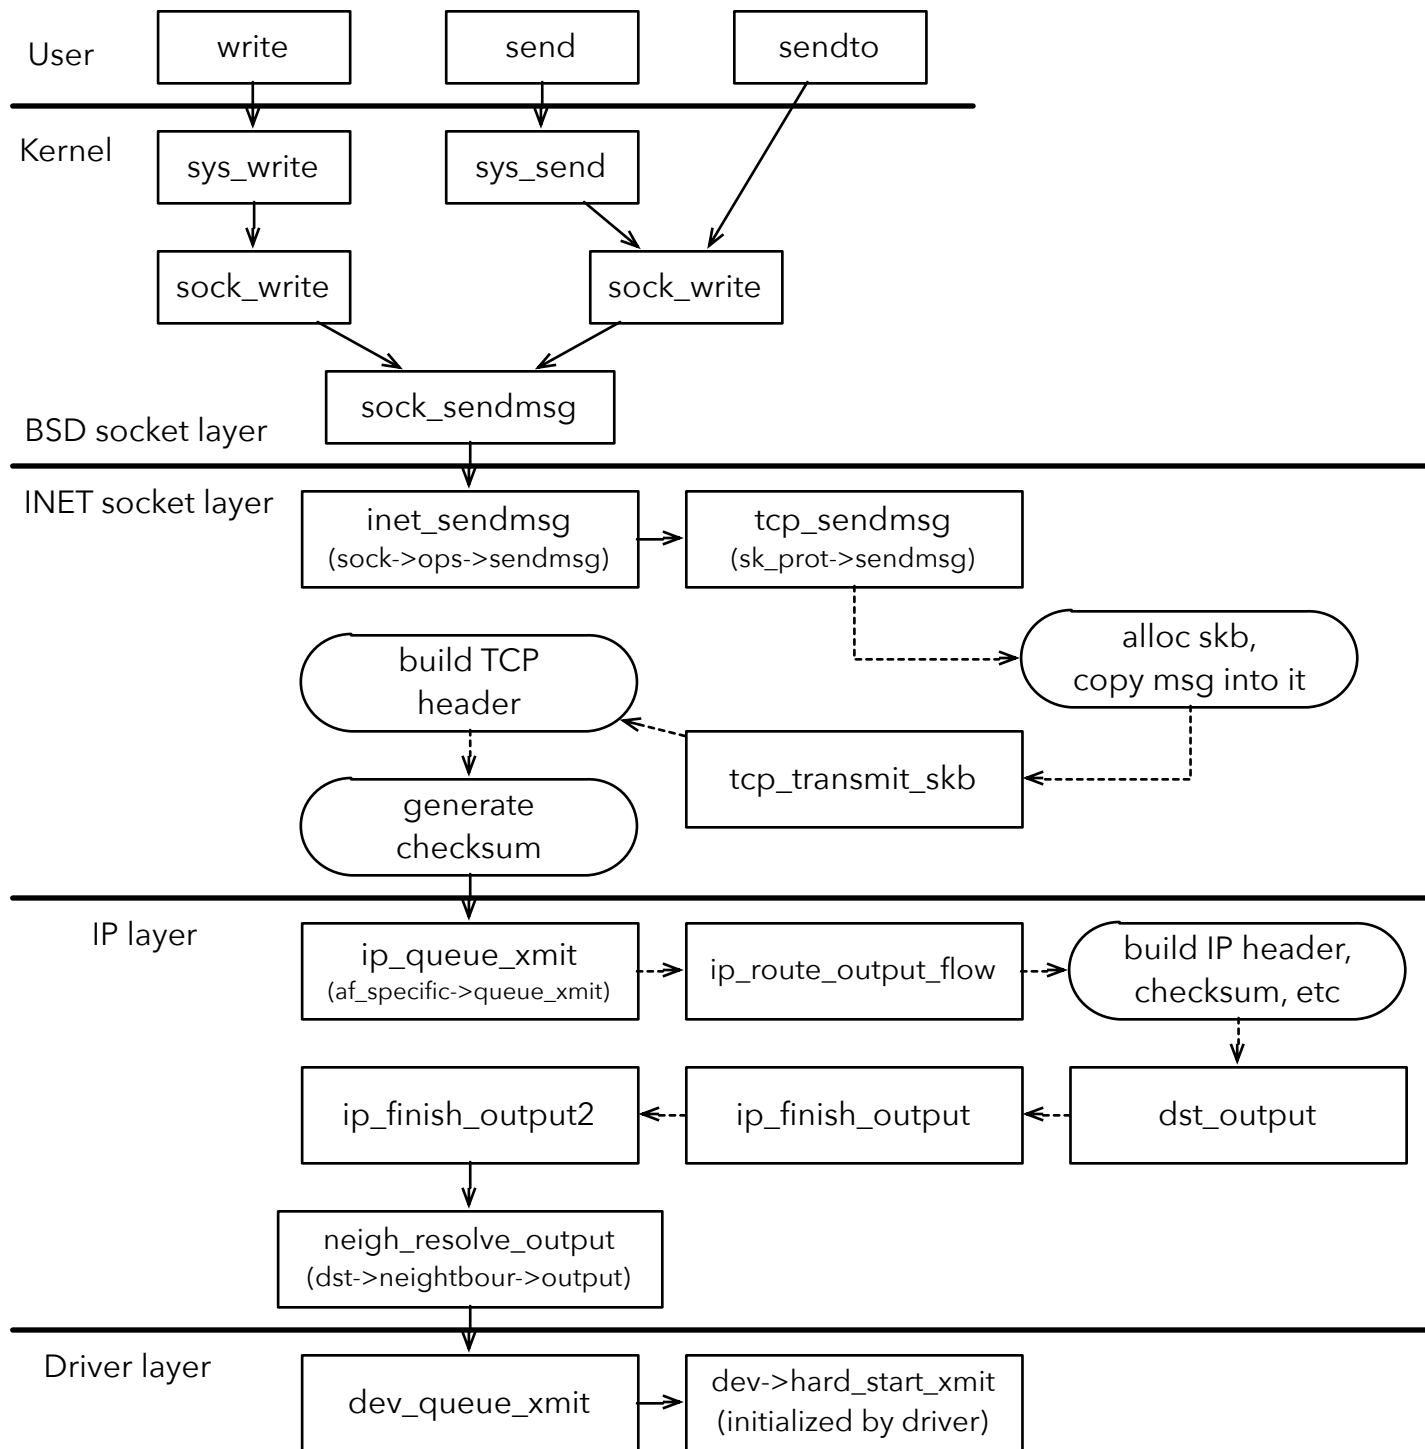 User
write
send
sendto
Kernel
sys_write
sys_send
sock_write
sock_write
sock_sendmsg
BSD socket layer
INET socket layer
inet_sendmsg
(sock->ops->sendmsg)
tcp_sendmsg
(sk_prot->sendmsg)
alloc skb,
copy msg into it
build TCP
header
tcp_transmit_skb
generate
checksum
IP layer
ip_queue_xmit
(af_specific->queue_xmit)
ip_route_output_flow
build IP header,
checksum, etc
ip_finish_output2
ip_finish_output
dst_output
neigh_resolve_output
(dst->neightbour->output)
Driver layer
dev_queue_xmit
dev->hard_start_xmit
(initialized by driver)